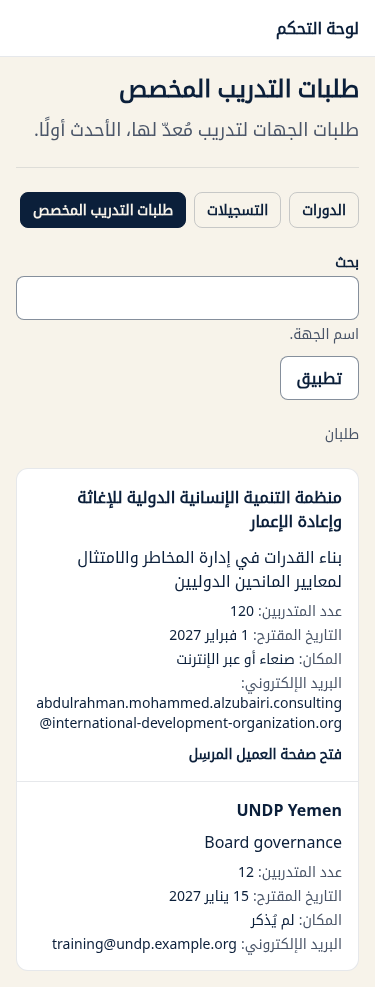 لوحة التحكم
طلبات التدريب المخصص
طلبات الجهات لتدريب مُعدّ لها، الأحدث أولًا.
الدورات
التسجيلات
طلبات التدريب المخصص
بحث
اسم الجهة.
تطبيق
طلبان
منظمة التنمية الإنسانية الدولية للإغاثة
وإعادة الإعمار
بناء القدرات في إدارة المخاطر والامتثال
لمعايير المانحين الدوليين
عدد المتدربين: 120
التاريخ المقترح: 1 فبراير 2027
المكان: صنعاء أو عبر الإنترنت
البريد الإلكتروني:
abdulrahman.mohammed.alzubairi.consulting
@international-development-organization.org
فتح صفحة العميل المرسِل
UNDP Yemen
Board governance
عدد المتدربين: 12
التاريخ المقترح: 15 يناير 2027
المكان: لم يُذكر
البريد الإلكتروني: training@undp.example.org